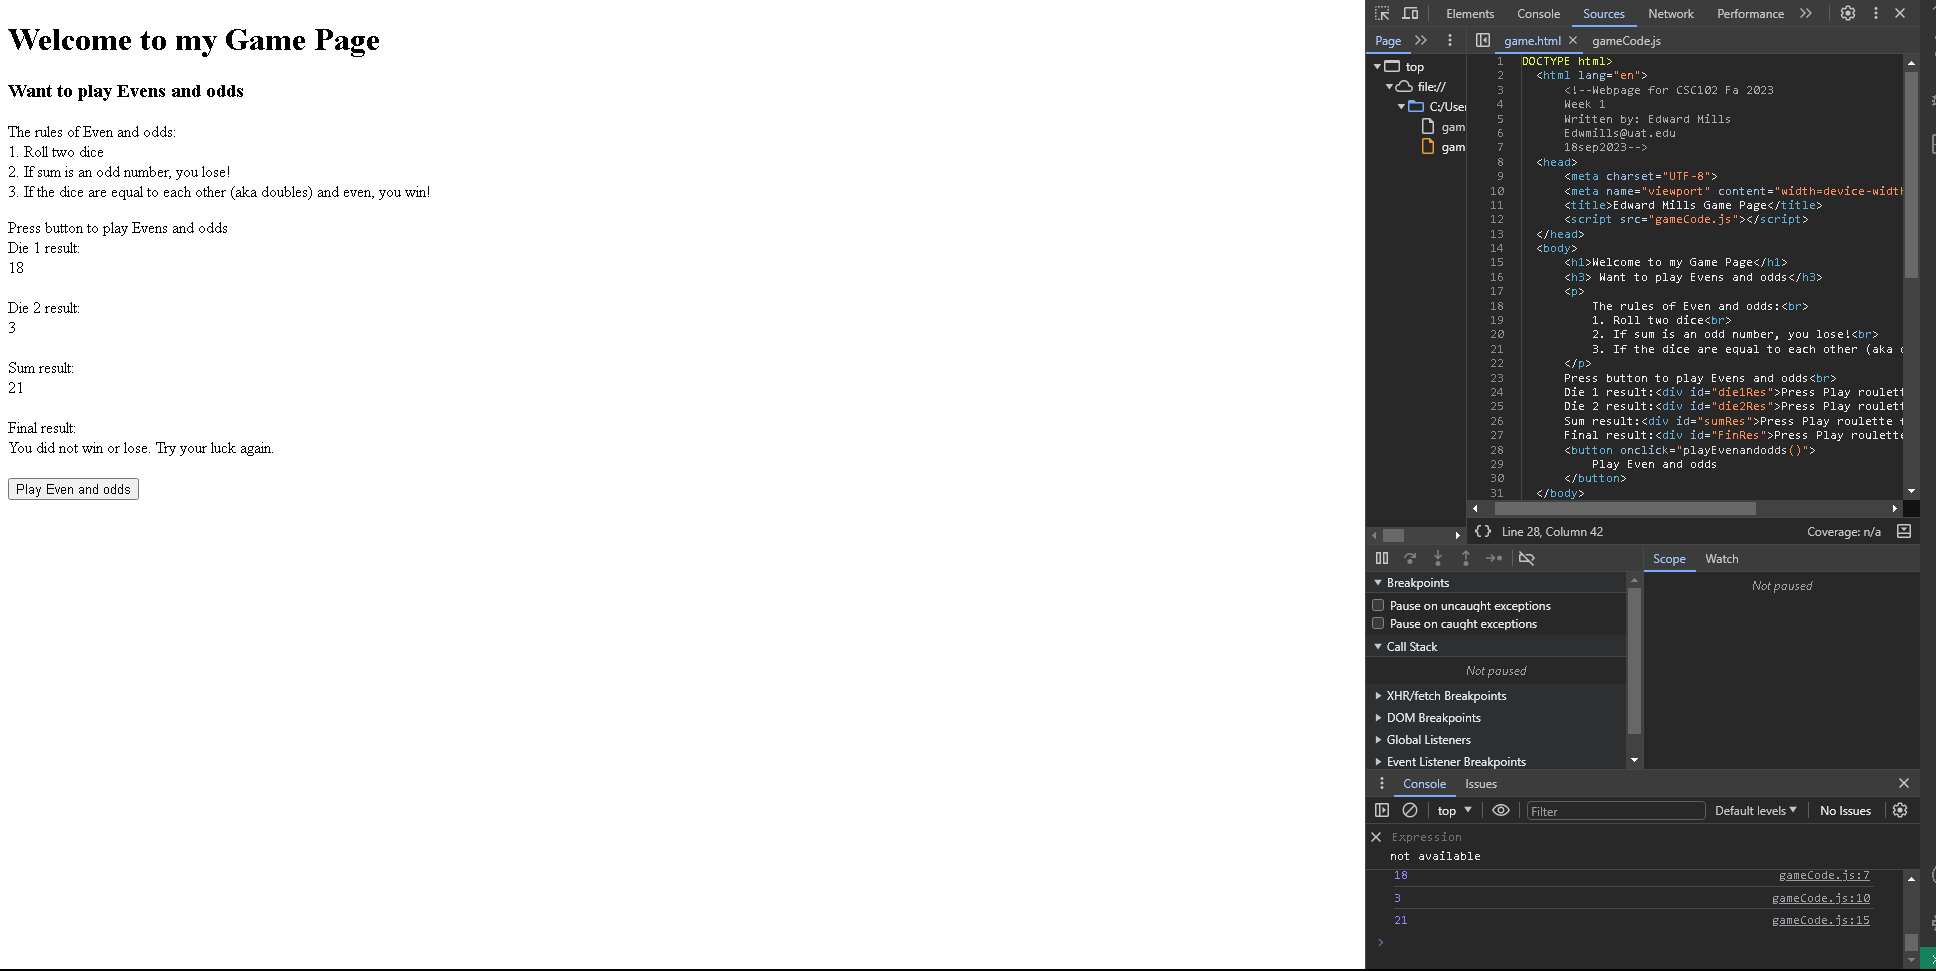 Welcome to my Game Page
Want to play Evens and odds
The rules of Even and odds:
1. Roll two dice
2. If sum is an odd number, you lose!
3. If the dice are equal to each other (aka doubles) and even, you win!
Press button to play Evens and odds
Die 1 result:
18
Die 2 result:
3
Sum result:
21
Final result:
You did not win or lose. Try your luck again.
Play Even and odds
Elements Console Sources Network Performance
Page
game.html gameCode.js
top
file://
C:/User
gam
gam
1 DOCTYPE html>
2 <html lang="en">
3 <!--Webpage for CSC102 Fa 2023
4 Week 1
5 Written by: Edward Mills
6 Edwmills@uat.edu
7 18sep2023-->
8 <head>
9 <meta charset="UTF-8">
10 <meta name="viewport" content="width=device-width
11 <title>Edward Mills Game Page</title>
12 <script src="gameCode.js"></script>
13 </head>
14 <body>
15 <h1>Welcome to my Game Page</h1>
16 <h3> Want to play Evens and odds</h3>
17 <p>
18 The rules of Even and odds:<br>
19 1. Roll two dice<br>
20 2. If sum is an odd number, you lose!<br>
21 3. If the dice are equal to each other (aka
22 </p>
23 Press button to play Evens and odds<br>
24 Die 1 result:<div id="die1Res">Press Play roulett
25 Die 2 result:<div id="die2Res">Press Play roulett
26 Sum result:<div id="sumRes">Press Play roulette
27 Final result:<div id="FinRes">Press Play roulette
28 <button onclick="playEvenandodds()">
29 Play Even and odds
30 </button>
31 </body>
{} Line 28, Column 42 Coverage: n/a
Scope Watch
Breakpoints
Not paused
Pause on uncaught exceptions
Pause on caught exceptions
Call Stack
Not paused
XHR/fetch Breakpoints
DOM Breakpoints
Global Listeners
Event Listener Breakpoints
Console Issues
top Filter Default levels No Issues
Expression
not available
18 gameCode.js:7
3 gameCode.js:10
21 gameCode.js:15